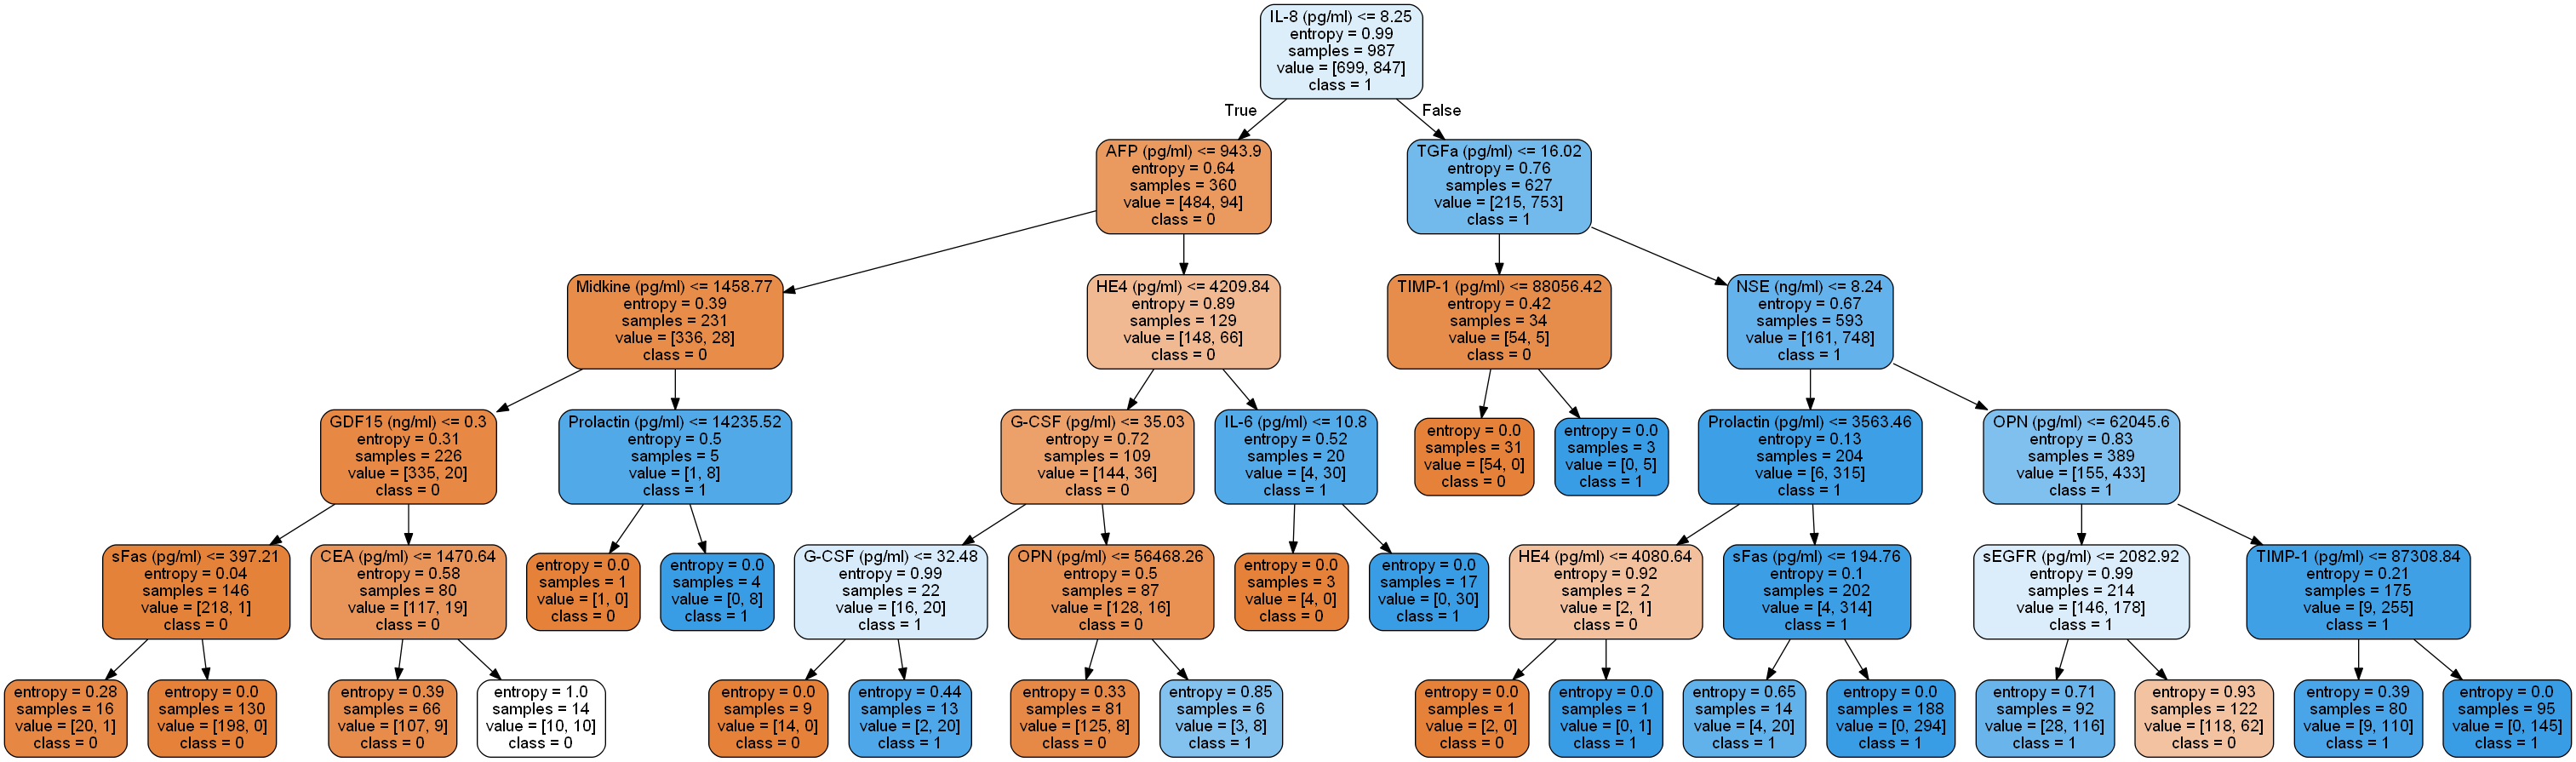 IL-8 (pg/ml) <= 8.25
entropy = 0.99
samples = 987
value = [699, 847]
class = 1
True
False
AFP (pg/ml) <= 943.9
entropy = 0.64
samples = 360
value = [484, 94]
class = 0
TGFa (pg/ml) <= 16.02
entropy = 0.76
samples = 627
value = [215, 753]
class = 1
Midkine (pg/ml) <= 1458.77
entropy = 0.39
samples = 231
value = [336, 28]
class = 0
HE4 (pg/ml) <= 4209.84
entropy = 0.89
samples = 129
value = [148, 66]
class = 0
TIMP-1 (pg/ml) <= 88056.42
entropy = 0.42
samples = 34
value = [54, 5]
class = 0
NSE (ng/ml) <= 8.24
entropy = 0.67
samples = 593
value = [161, 748]
class = 1
GDF15 (ng/ml) <= 0.3
entropy = 0.31
samples = 226
value = [335, 20]
class = 0
Prolactin (pg/ml) <= 14235.52
entropy = 0.5
samples = 5
value = [1, 8]
class = 1
G-CSF (pg/ml) <= 35.03
entropy = 0.72
samples = 109
value = [144, 36]
class = 0
IL-6 (pg/ml) <= 10.8
entropy = 0.52
samples = 20
value = [4, 30]
class = 1
entropy = 0.0
samples = 31
value = [54, 0]
class = 0
entropy = 0.0
samples = 3
value = [0, 5]
class = 1
Prolactin (pg/ml) <= 3563.46
entropy = 0.13
samples = 204
value = [6, 315]
class = 1
OPN (pg/ml) <= 62045.6
entropy = 0.83
samples = 389
value = [155, 433]
class = 1
sFas (pg/ml) <= 397.21
entropy = 0.04
samples = 146
value = [218, 1]
class = 0
CEA (pg/ml) <= 1470.64
entropy = 0.58
samples = 80
value = [117, 19]
class = 0
entropy = 0.0
samples = 1
value = [1, 0]
class = 0
entropy = 0.0
samples = 4
value = [0, 8]
class = 1
G-CSF (pg/ml) <= 32.48
entropy = 0.99
samples = 22
value = [16, 20]
class = 1
OPN (pg/ml) <= 56468.26
entropy = 0.5
samples = 87
value = [128, 16]
class = 0
entropy = 0.0
samples = 3
value = [4, 0]
class = 0
entropy = 0.0
samples = 17
value = [0, 30]
class = 1
HE4 (pg/ml) <= 4080.64
entropy = 0.92
samples = 2
value = [2, 1]
class = 0
sFas (pg/ml) <= 194.76
entropy = 0.1
samples = 202
value = [4, 314]
class = 1
sEGFR (pg/ml) <= 2082.92
entropy = 0.99
samples = 214
value = [146, 178]
class = 1
TIMP-1 (pg/ml) <= 87308.84
entropy = 0.21
samples = 175
value = [9, 255]
class = 1
entropy = 0.28
samples = 16
value = [20, 1]
class = 0
entropy = 0.0
samples = 130
value = [198, 0]
class = 0
entropy = 0.39
samples = 66
value = [107, 9]
class = 0
entropy = 1.0
samples = 14
value = [10, 10]
class = 0
entropy = 0.0
samples = 9
value = [14, 0]
class = 0
entropy = 0.44
samples = 13
value = [2, 20]
class = 1
entropy = 0.33
samples = 81
value = [125, 8]
class = 0
entropy = 0.85
samples = 6
value = [3, 8]
class = 1
entropy = 0.0
samples = 1
value = [2, 0]
class = 0
entropy = 0.0
samples = 1
value = [0, 1]
class = 1
entropy = 0.65
samples = 14
value = [4, 20]
class = 1
entropy = 0.0
samples = 188
value = [0, 294]
class = 1
entropy = 0.71
samples = 92
value = [28, 116]
class = 1
entropy = 0.93
samples = 122
value = [118, 62]
class = 0
entropy = 0.39
samples = 80
value = [9, 110]
class = 1
entropy = 0.0
samples = 95
value = [0, 145]
class = 1